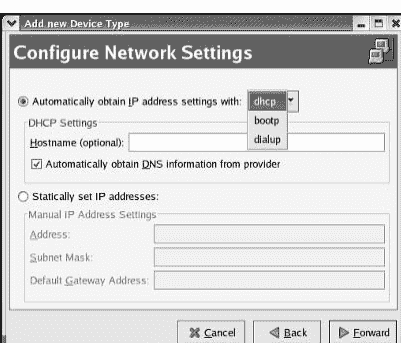 Add new Device Type
Configure Network Settings
Automatically obtain IP address settings with: dhcp
bootp
dialup
DHCP Settings
Hostname (optional):
Automatically obtain DNS information from provider
Statically set IP addresses:
Manual IP Address Settings
Address:
Subnet Mask:
Default Gateway Address:
Cancel Back Forward